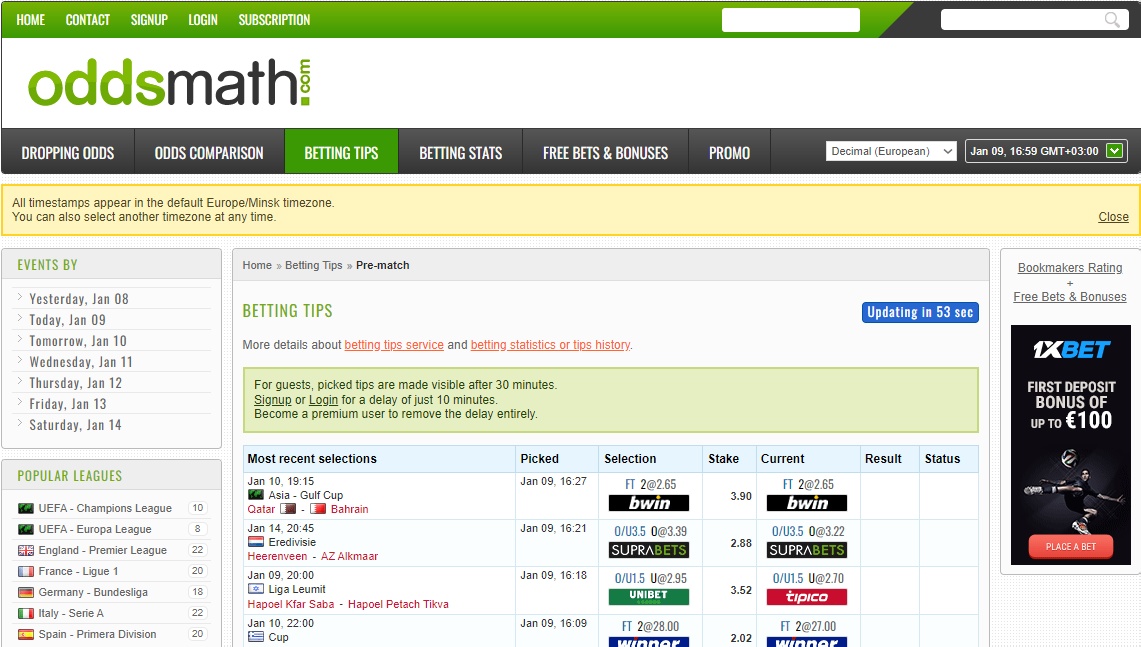 HOME CONTACT SIGNUP LOGIN SUBSCRIPTION
oddsmath.com
DROPPING ODDS ODDS COMPARISON BETTING TIPS BETTING STATS FREE BETS & BONUSES PROMO Decimal (European) Jan 09, 16:59 GMT+03:00
All timestamps appear in the default Europe/Minsk timezone.
You can also select another timezone at any time.
Close
EVENTS BY
Yesterday, Jan 08
Today, Jan 09
Tomorrow, Jan 10
Wednesday, Jan 11
Thursday, Jan 12
Friday, Jan 13
Saturday, Jan 14
POPULAR LEAGUES
UEFA - Champions League 10
UEFA - Europa League 8
England - Premier League 22
France - Ligue 1 20
Germany - Bundesliga 18
Italy - Serie A 22
Spain - Primera Division 20
Home » Betting Tips » Pre-match
BETTING TIPS
Updating in 53 sec
More details about betting tips service and betting statistics or tips history.
For guests, picked tips are made visible after 30 minutes.
Signup or Login for a delay of just 10 minutes.
Become a premium user to remove the delay entirely.
Most recent selections Picked Selection Stake Current Result Status
Jan 10, 19:15 Jan 09, 16:27 FT 2@2.65 3.90 FT 2@2.65
Asia - Gulf Cup bwin bwin
Qatar - Bahrain
Jan 14, 20:45 Jan 09, 16:21 O/U3.5 O@3.39 2.88 O/U3.5 O@3.22
Eredivisie SUPRABETS SUPRABETS
Heerenveen - AZ Alkmaar
Jan 09, 20:00 Jan 09, 16:18 O/U1.5 U@2.95 3.52 O/U1.5 U@2.70
Liga Leumit UNIBET tipico
Hapoel Kfar Saba - Hapoel Petach Tikva
Jan 10, 22:00 Jan 09, 16:09 FT 2@28.00 2.02 FT 2@27.00
Cup winner winner
Bookmakers Rating
+
Free Bets & Bonuses
1XBET
FIRST DEPOSIT
BONUS OF
UP TO €100
PLACE A BET